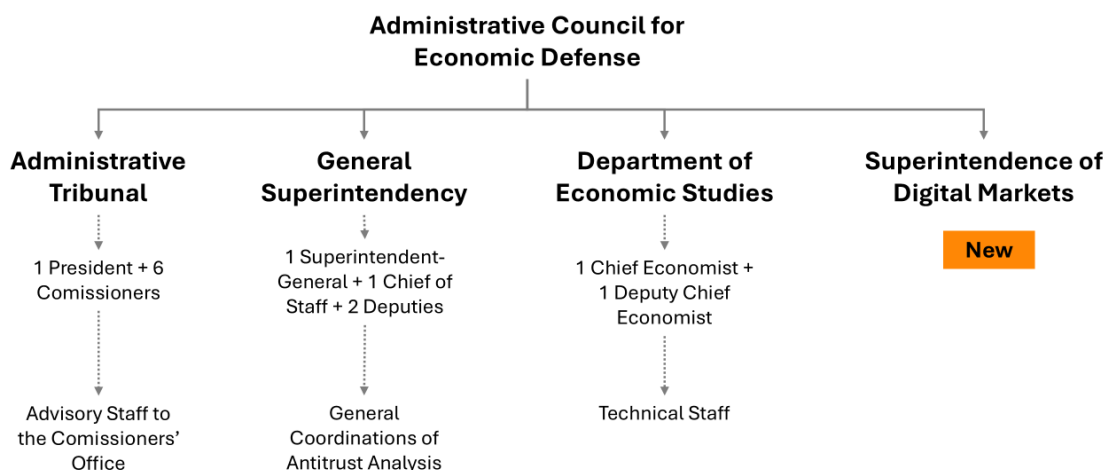 Administrative Council for
Economic Defense
Administrative
Tribunal
General
Superintendency
Department of
Economic Studies
Superintendence of
Digital Markets
New
1 President + 6
Comissioners
1 Superintendent-
General + 1 Chief of
Staff + 2 Deputies
1 Chief Economist +
1 Deputy Chief
Economist
Advisory Staff to
the Comissioners'
Office
General
Coordinations of
Antitrust Analysis
Technical Staff